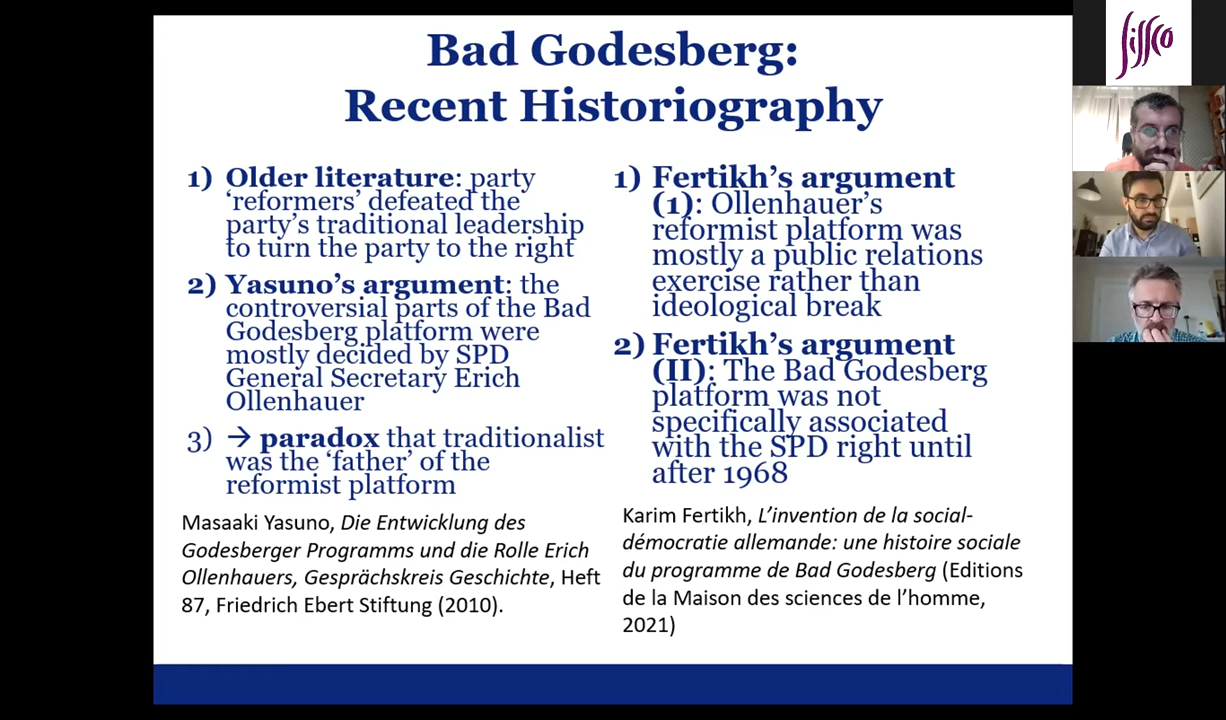 Bad Godesberg:
Recent Historiography
1) Older literature: party
‘reformers’ defeated the
party’s traditional leadership
to turn the party to the right
2) Yasuno’s argument: the
controversial parts of the Bad
Godesberg platform were
mostly decided by SPD
General Secretary Erich
Ollenhauer
3) → paradox that traditionalist
was the ‘father’ of the
reformist platform
Masaaki Yasuno, Die Entwicklung des
Godesberger Programms und die Rolle Erich
Ollenhauers, Gesprächskreis Geschichte, Heft
87, Friedrich Ebert Stiftung (2010).
1) Fertikh’s argument
(1): Ollenhauer’s
reformist platform was
mostly a public relations
exercise rather than
ideological break
2) Fertikh’s argument
(II): The Bad Godesberg
platform was not
specifically associated
with the SPD right until
after 1968
Karim Fertikh, L’invention de la social-
démocratie allemande: une histoire sociale
du programme de Bad Godesberg (Editions
de la Maison des sciences de l’homme,
2021)
SISSCO